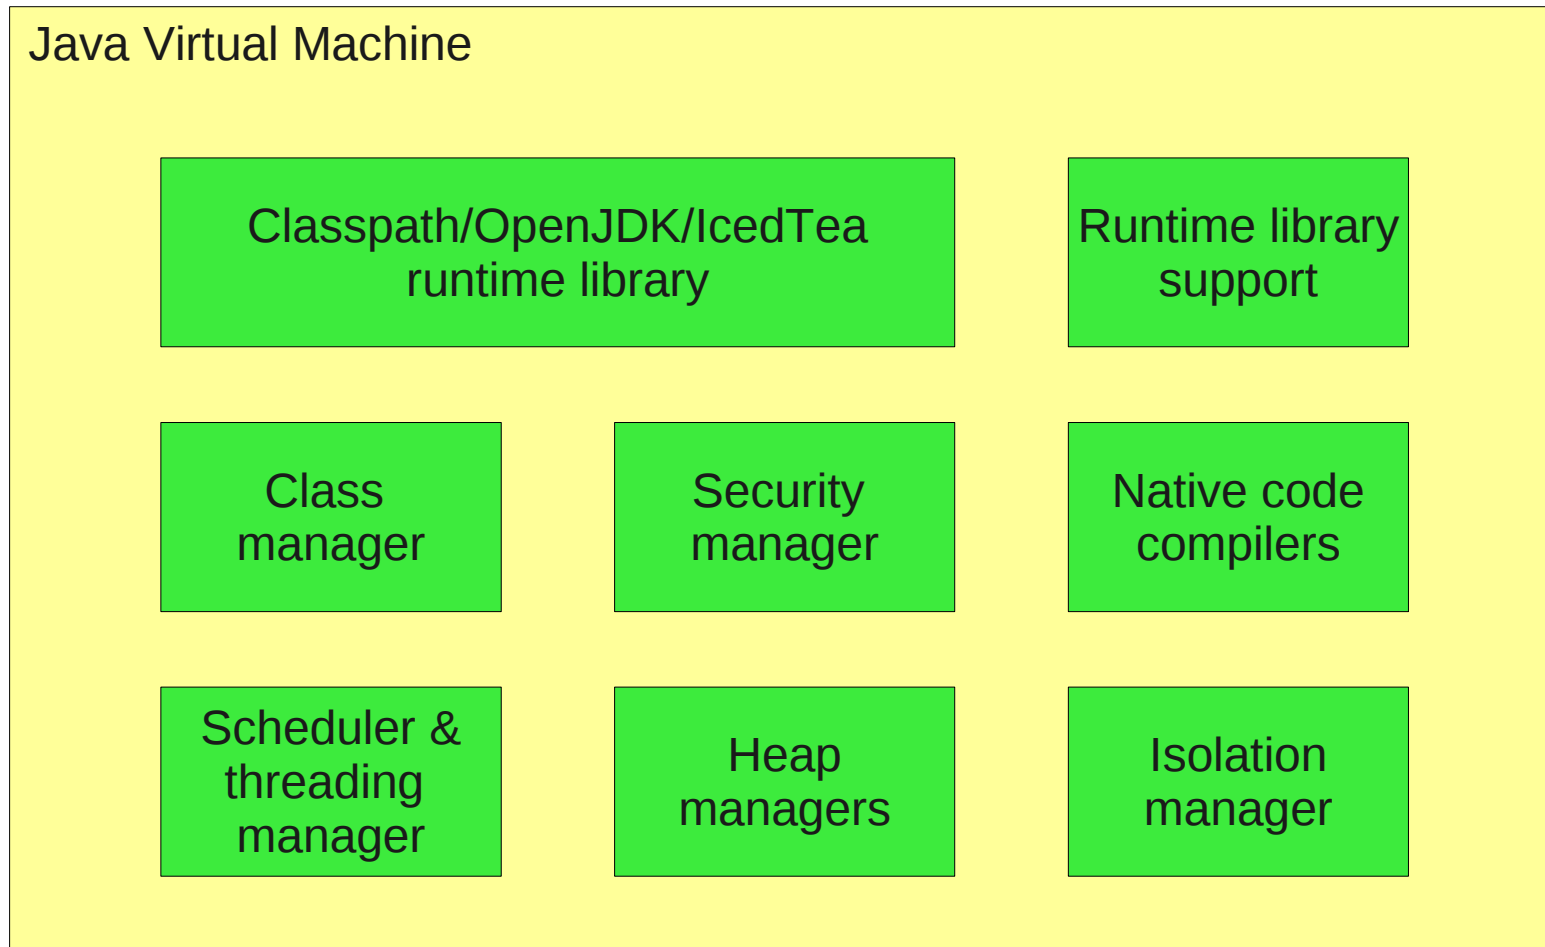 Java Virtual Machine
Classpath/OpenJDK/IcedTea
runtime library
Runtime library
support
Class
manager
Security
manager
Native code
compilers
Scheduler &
threading
manager
Heap
managers
Isolation
manager